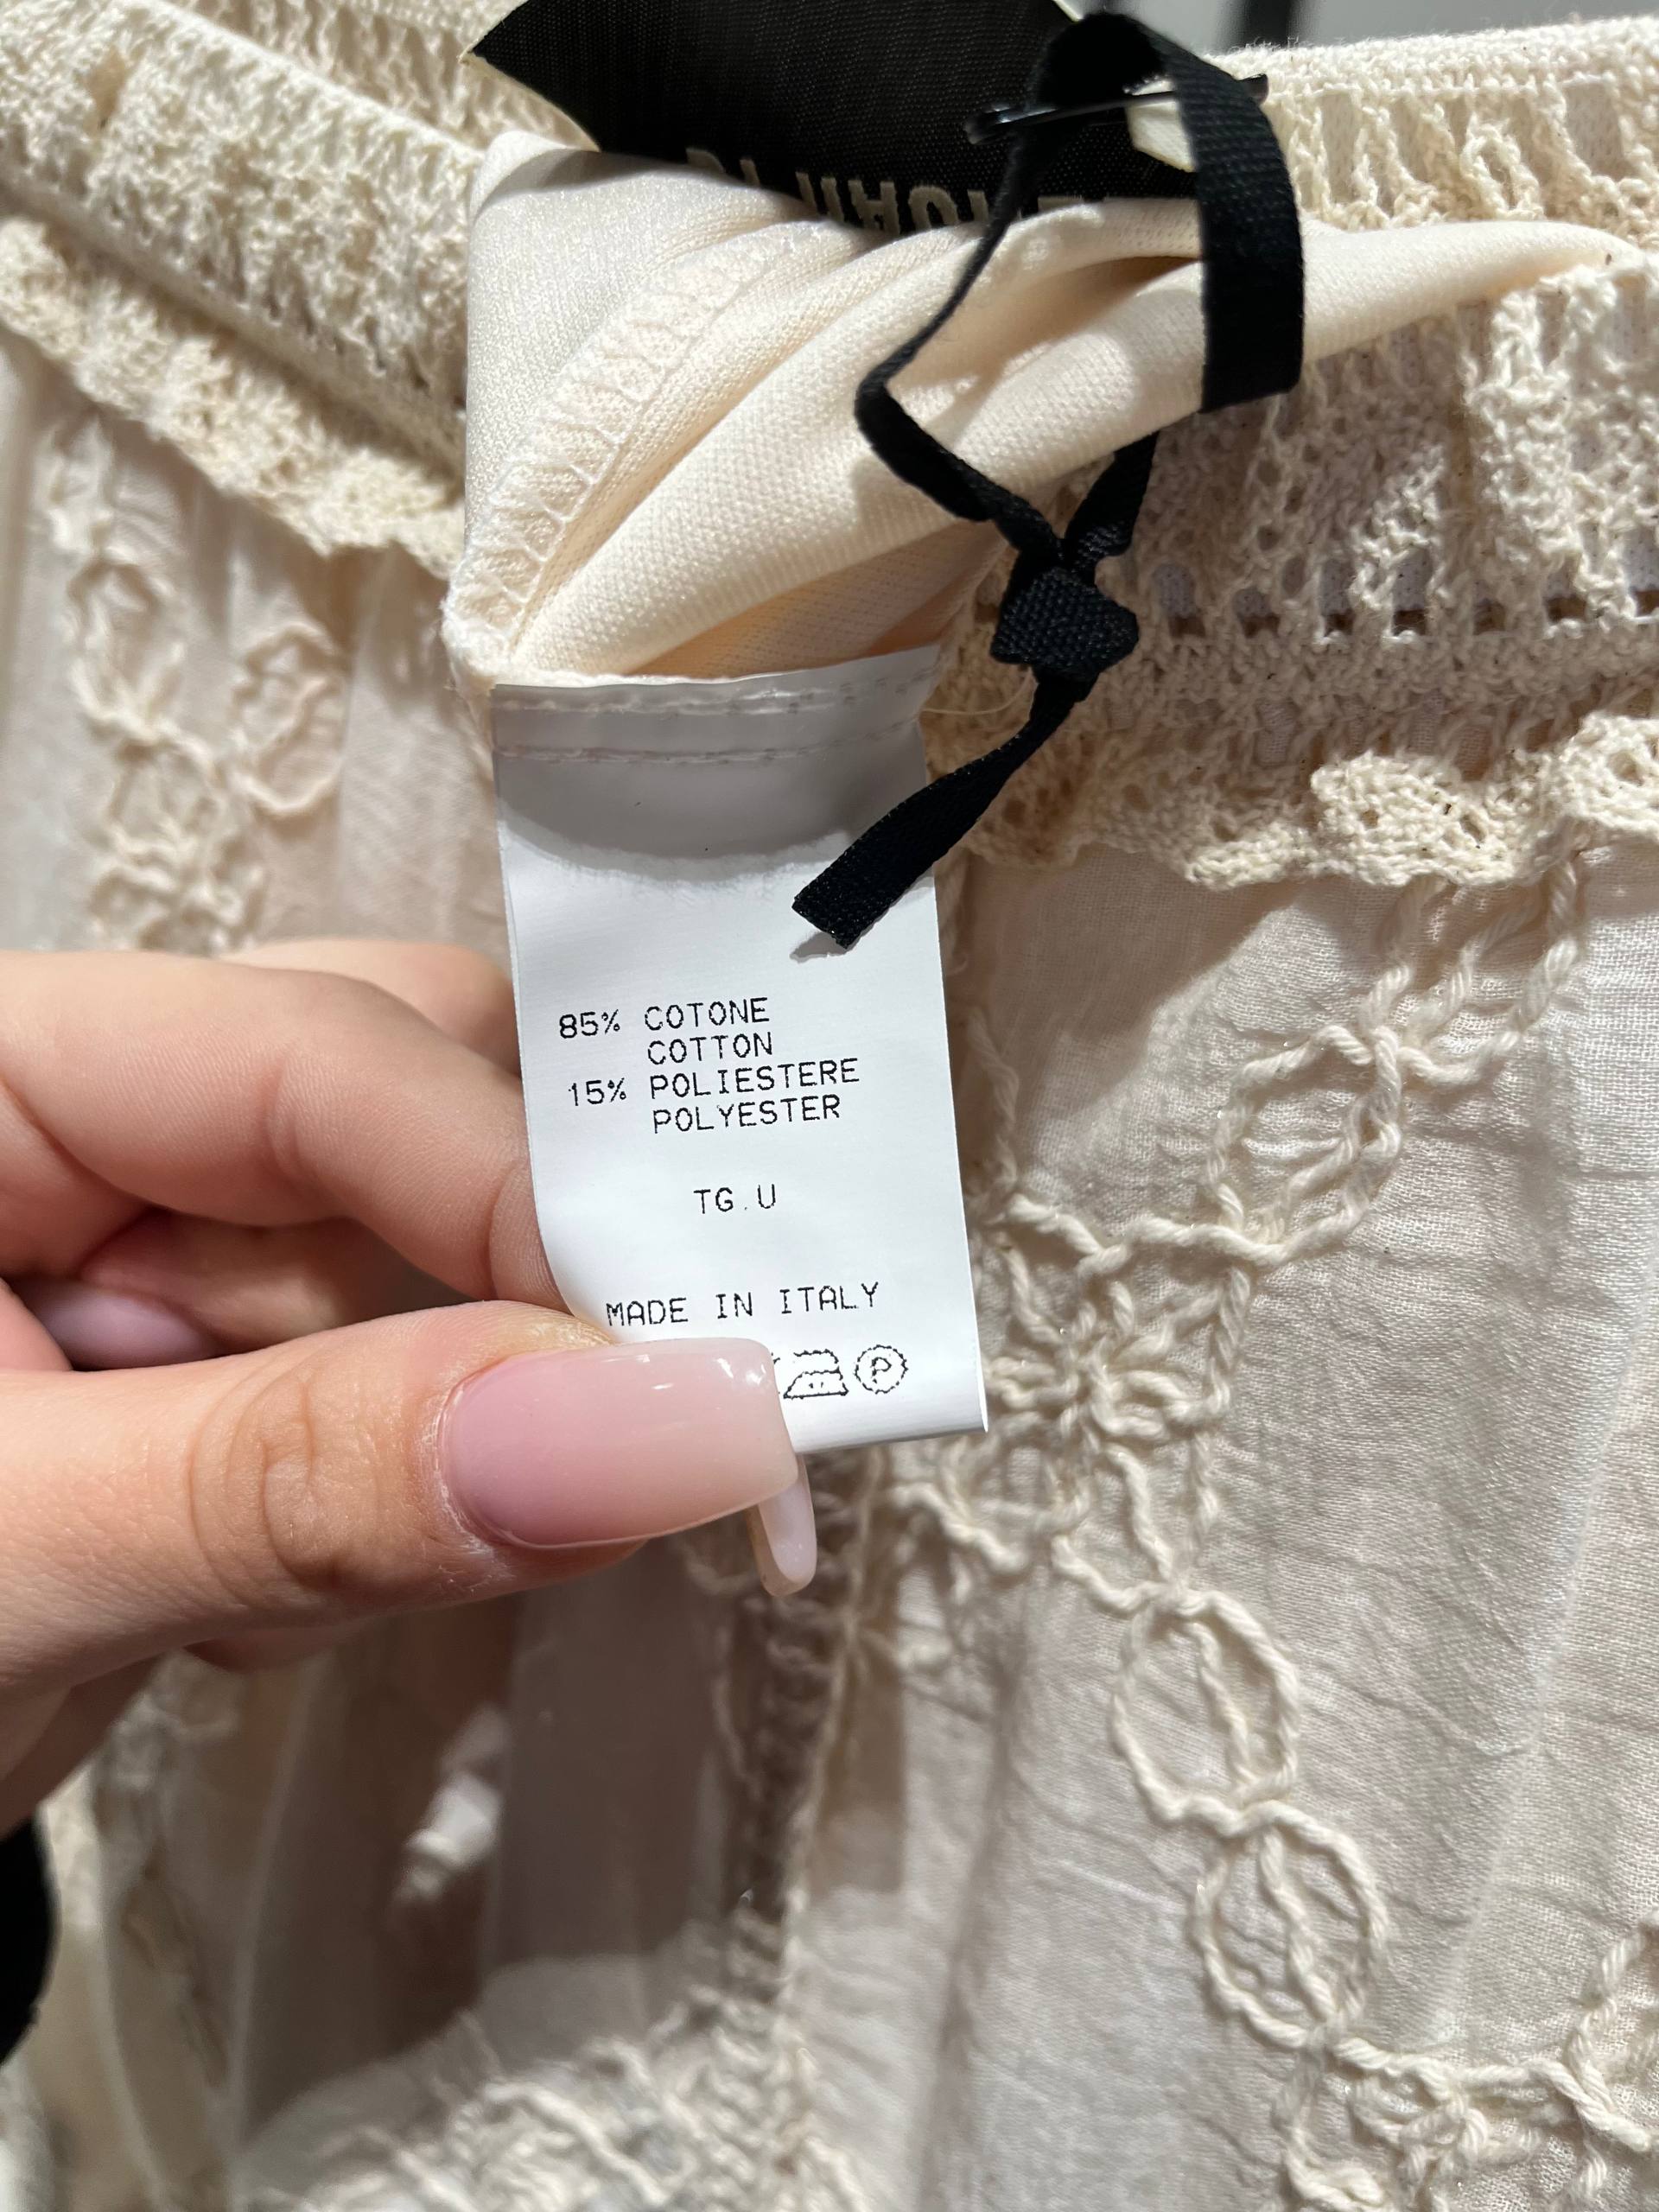 85% COTONE
COTTON
15% POLIESTERE
POLYESTER
TG.U
MADE IN ITALY
P